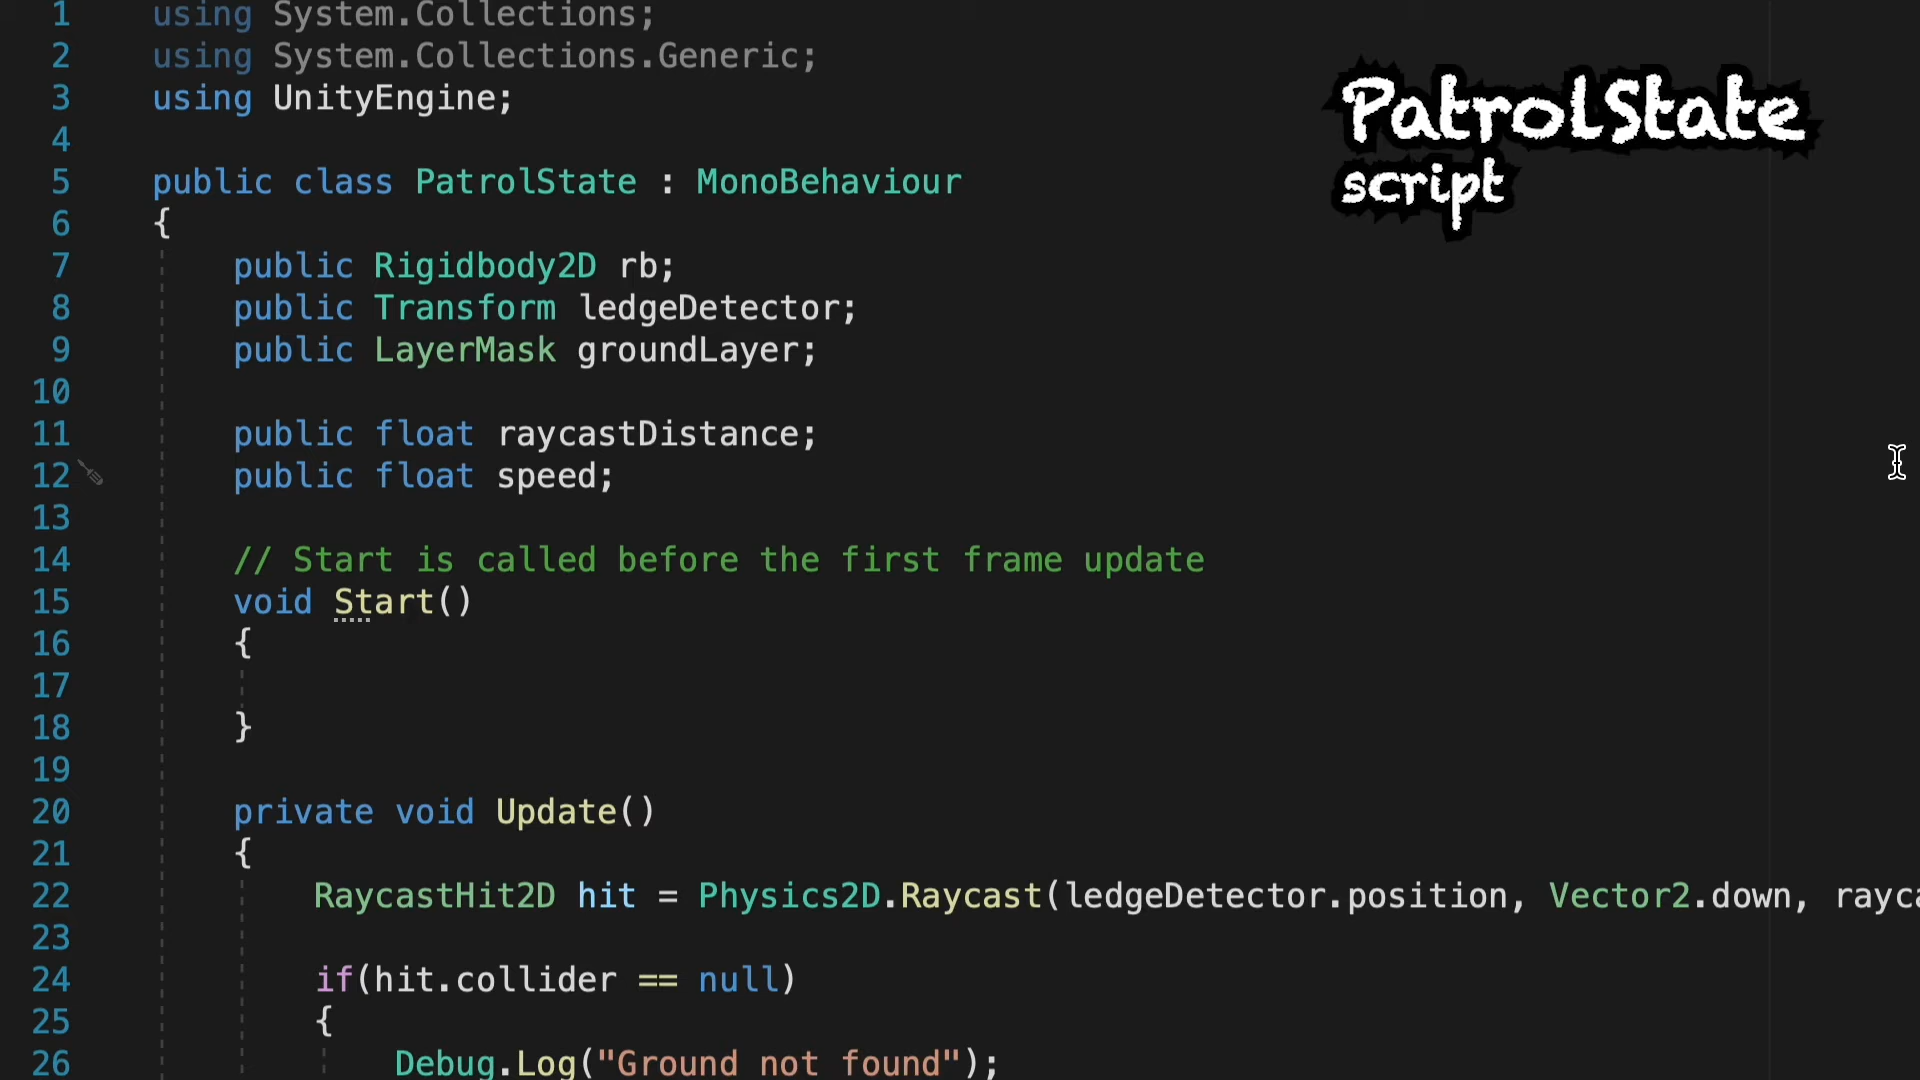 1 using System.Collections;
2 using System.Collections.Generic;
3 using UnityEngine;
4
5 public class PatrolState : MonoBehaviour
6 {
7 public Rigidbody2D rb;
8 public Transform ledgeDetector;
9 public LayerMask groundLayer;
10
11 public float raycastDistance;
12 public float speed;
13
14 // Start is called before the first frame update
15 void Start()
16 {
17
18 }
19
20 private void Update()
21 {
22 RaycastHit2D hit = Physics2D.Raycast(ledgeDetector.position, Vector2.down, rayca
23
24 if(hit.collider == null)
25 {
26 Debug.Log("Ground not found");
PatrolState
script